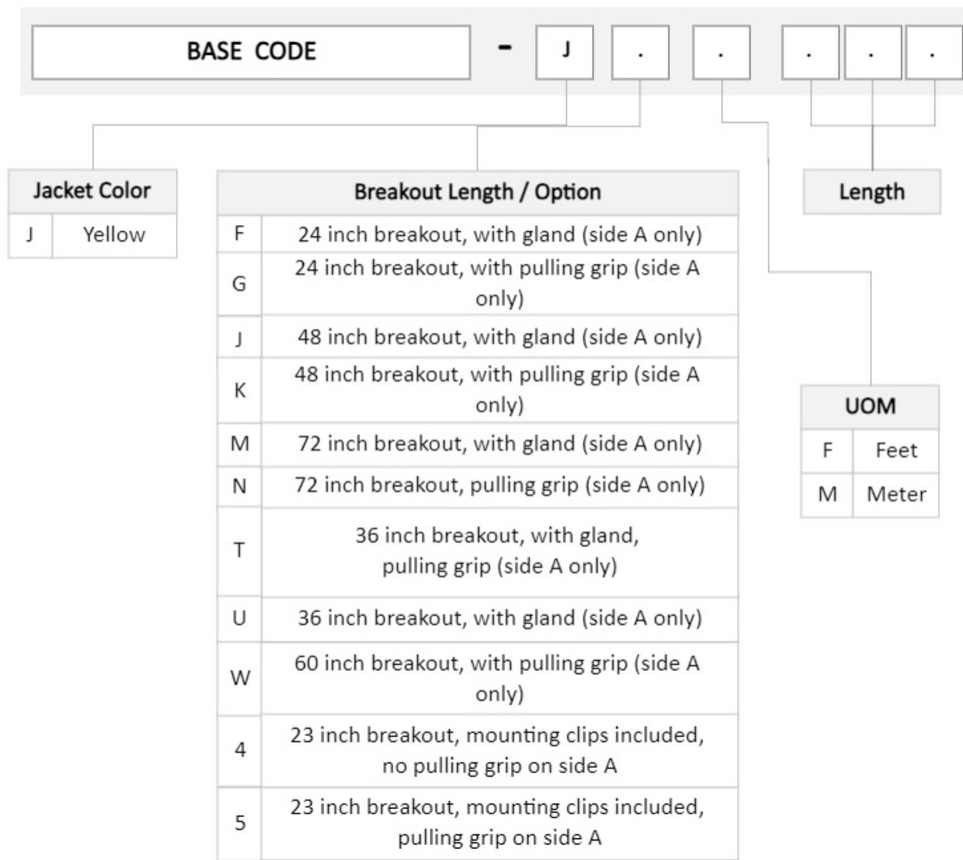 BASE CODE - J . . . . .
Jacket Color
J Yellow
Breakout Length / Option
F 24 inch breakout, with gland (side A only)
G 24 inch breakout, with pulling grip (side A
only)
J 48 inch breakout, with gland (side A only)
K 48 inch breakout, with pulling grip (side A
only)
M 72 inch breakout, with gland (side A only)
N 72 inch breakout, pulling grip (side A only)
T 36 inch breakout, with gland,
pulling grip (side A only)
U 36 inch breakout, with gland (side A only)
W 60 inch breakout, with pulling grip (side A
only)
4 23 inch breakout, mounting clips included,
no pulling grip on side A
5 23 inch breakout, mounting clips included,
pulling grip on side A
Length
UOM
F Feet
M Meter